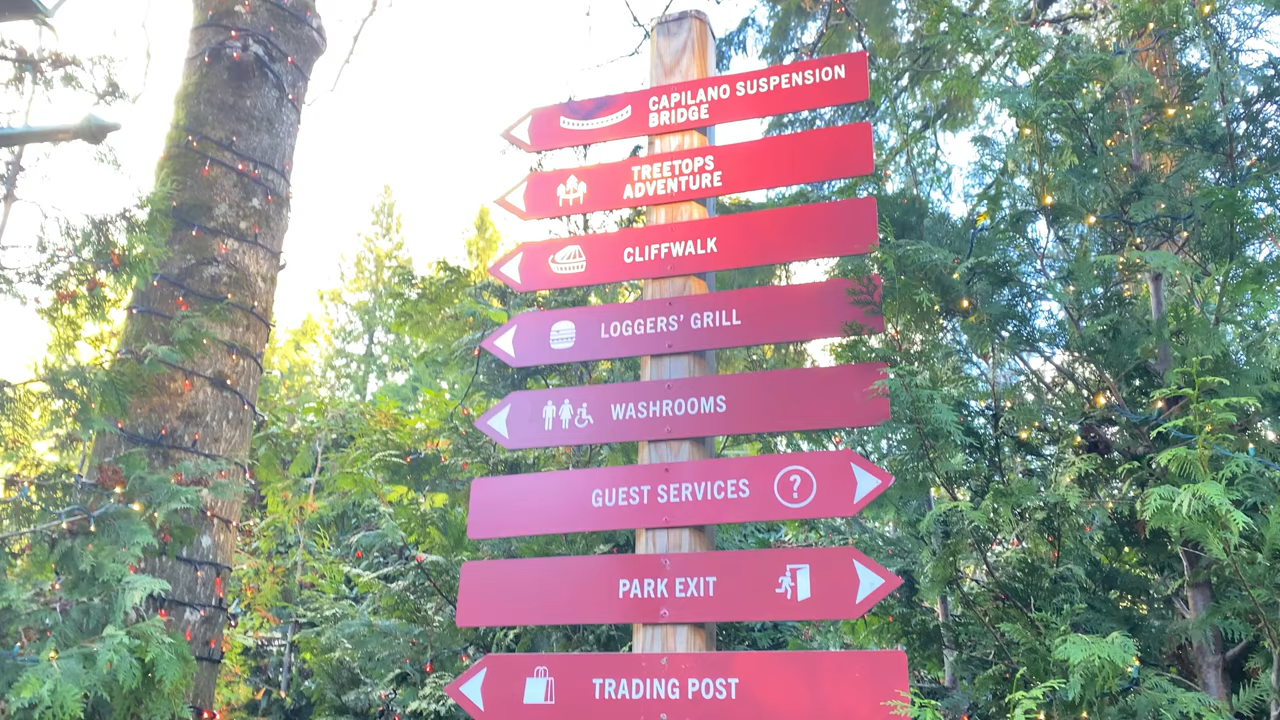 CAPILANO SUSPENSION
BRIDGE
TREETOPS
ADVENTURE
CLIFFWALK
LOGGERS' GRILL
WASHROOMS
GUEST SERVICES ?
PARK EXIT
TRADING POST